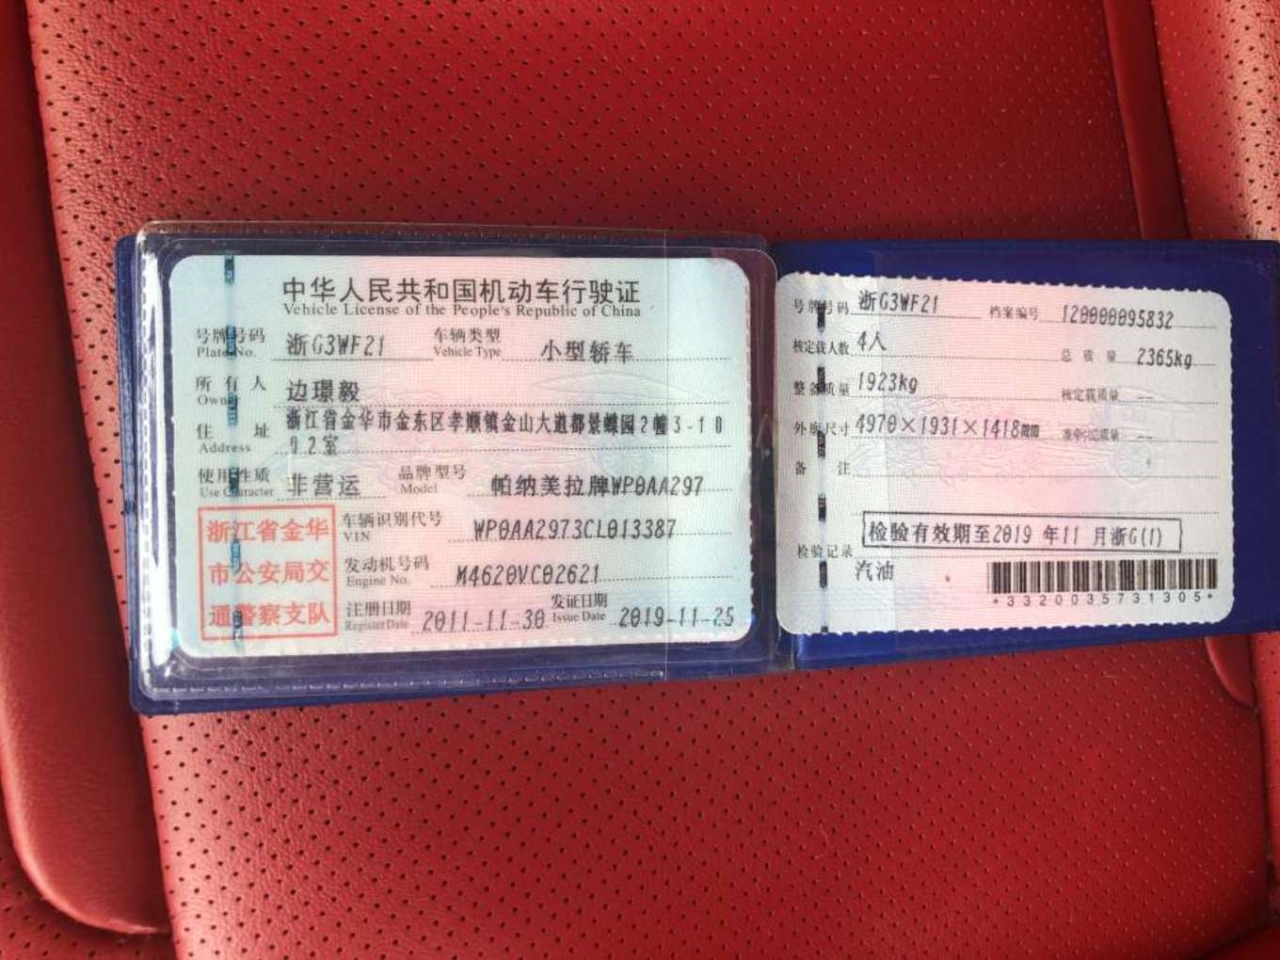 中华人民共和国机动车行驶证
Vehicle License of the People's Republic of China
号牌号码 浙G3WF21 车辆类型 小型轿车
Plate No. Vehicle Type
所有人 边璟毅
Owner
住址 浙江省金华市金东区孝顺镇金山大道都景蝶园2幢3-10
Address 02室
使用性质 非营运 品牌型号 帕纳美拉牌WP0AA297
Use Character Model
浙江省金华
市公安局交
通警察支队
车辆识别代号 WP0AA2973CL013387
VIN
发动机号码 M4620VC02621
Engine No.
注册日期 2011-11-30 发证日期 2019-11-25
Register Date Issue Date
号牌号码 浙G3WF21 档案编号 120000095832
核定载人数 4人 总质量 2365kg
整备质量 1923kg 核定载质量 --
外廓尺寸 4970×1931×1418mm 准牵引总质量 --
备注
检验有效期至2019年11月浙G(1)
检验记录
汽油
*3320035731305*